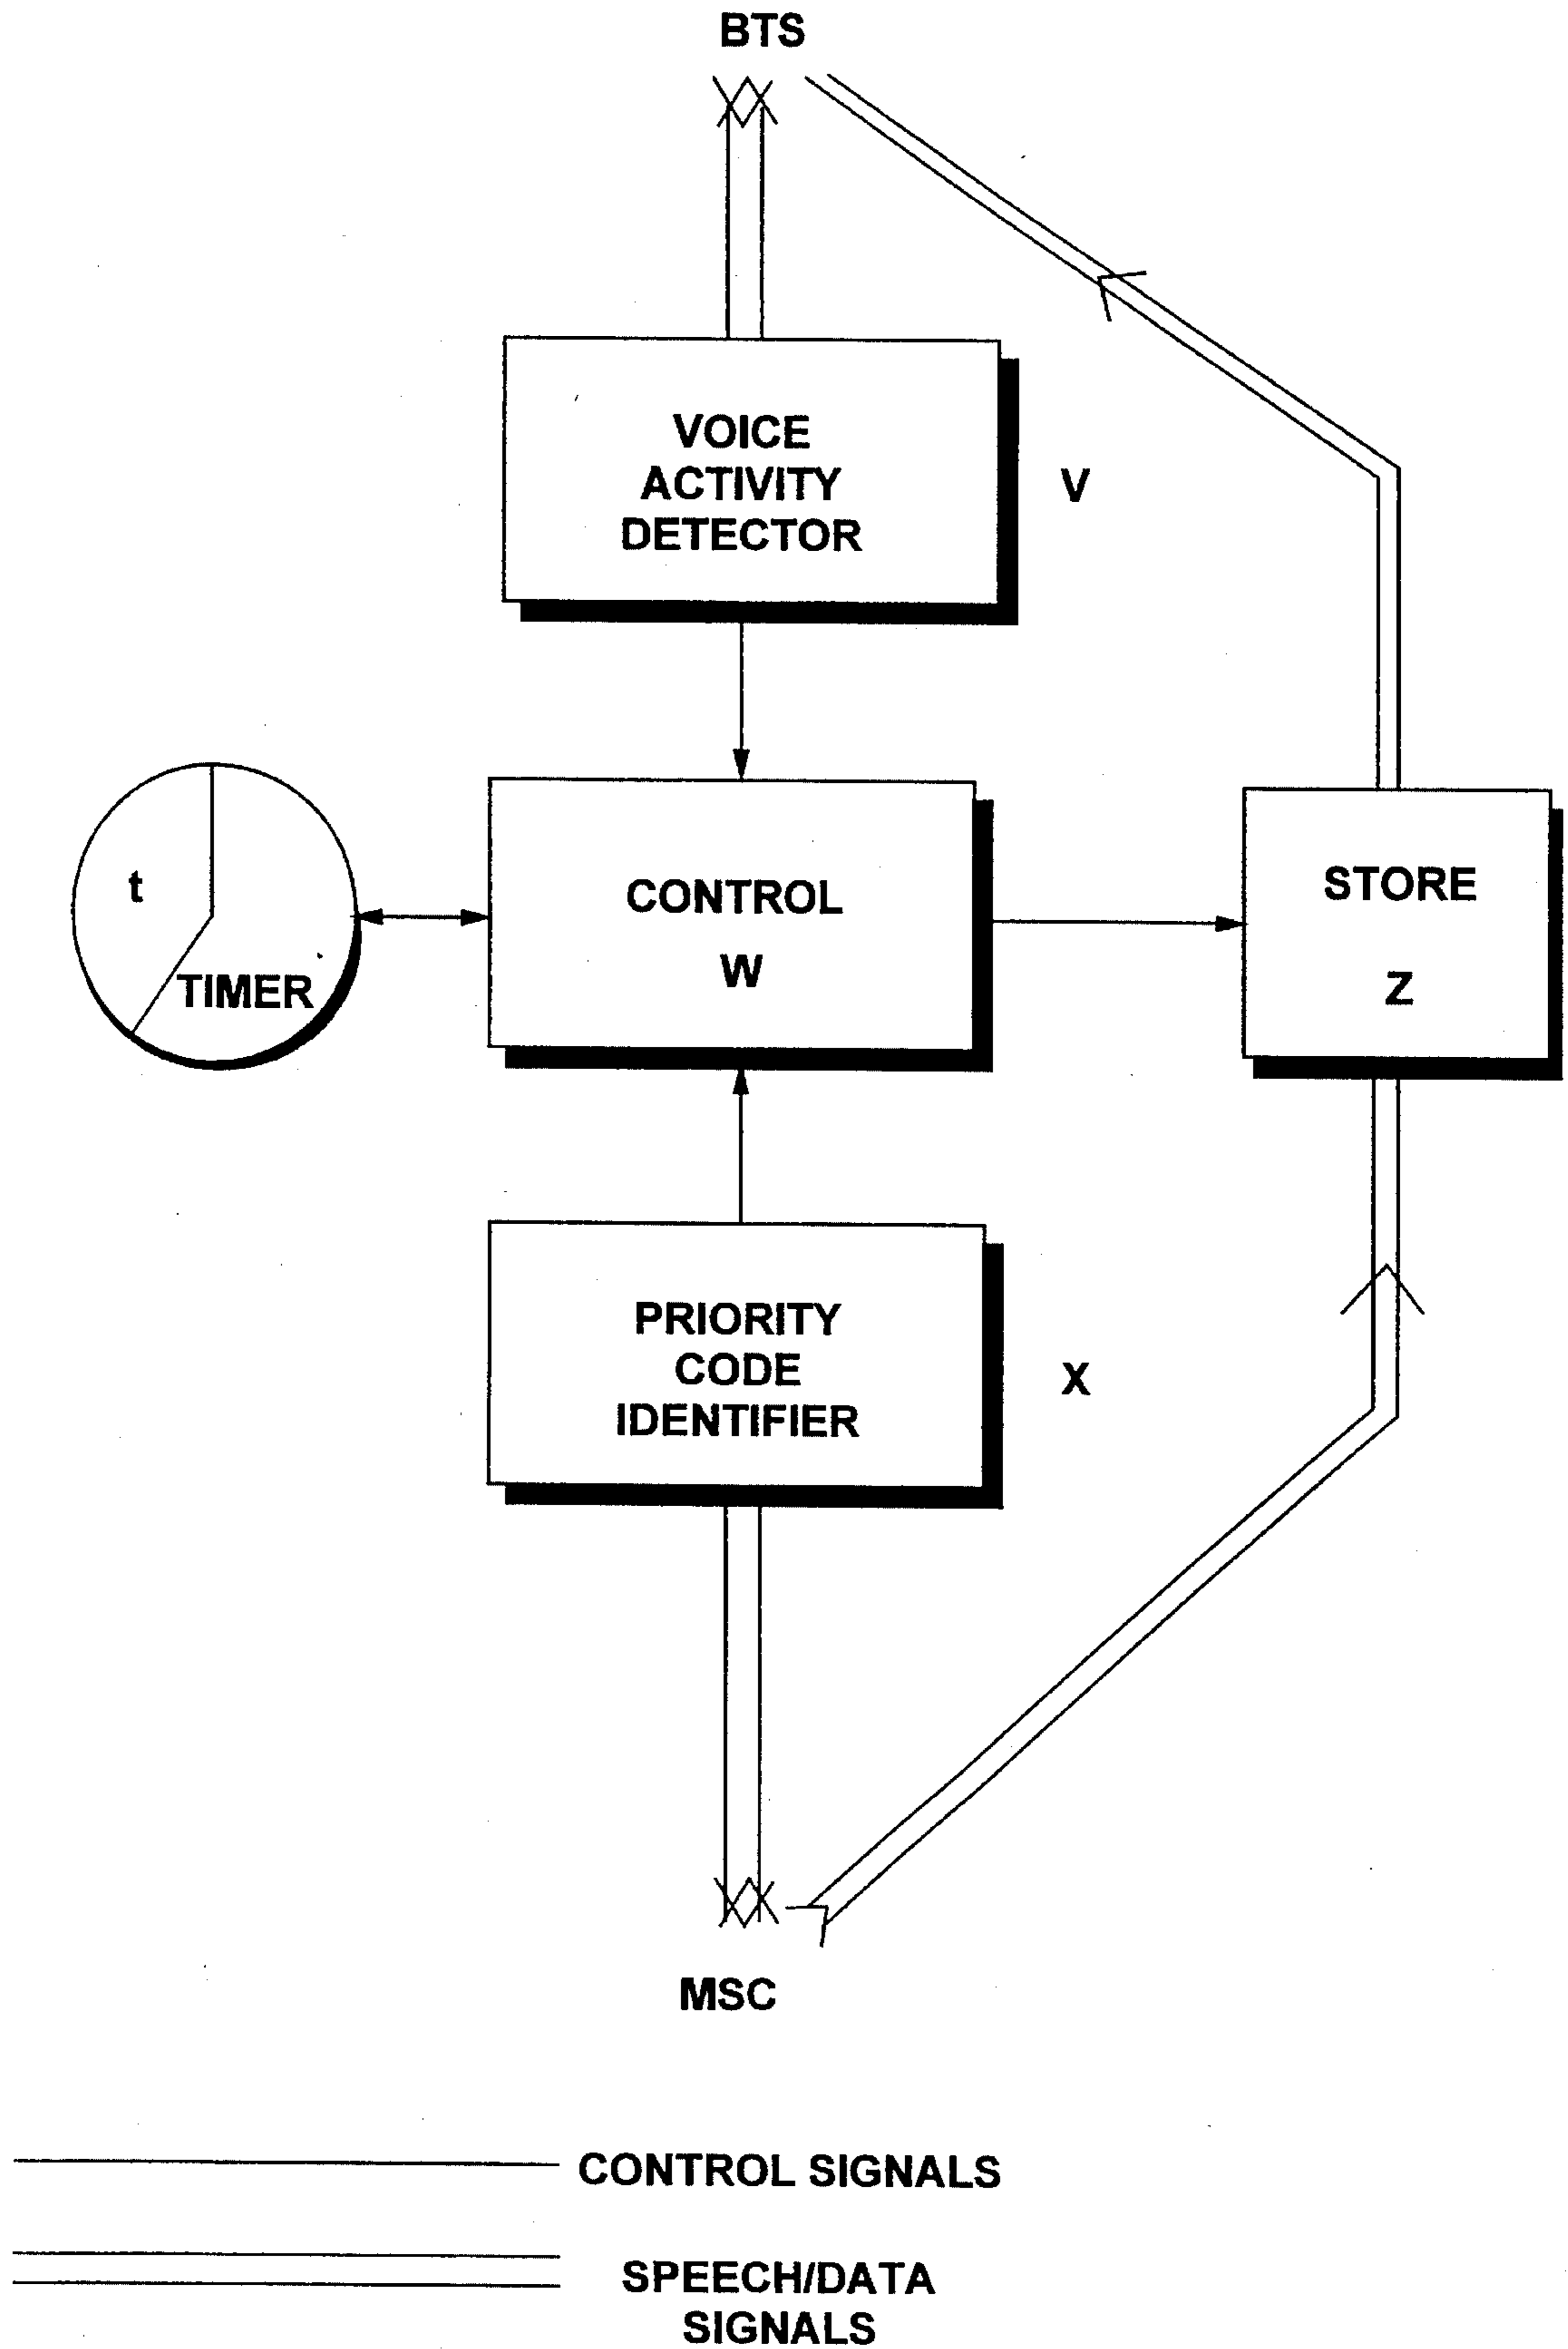 BTS
VOICE
ACTIVITY
DETECTOR
V
t
TIMER
CONTROL
W
STORE
Z
PRIORITY
CODE
IDENTIFIER
X
MSC
CONTROL SIGNALS
SPEECH/DATA
SIGNALS